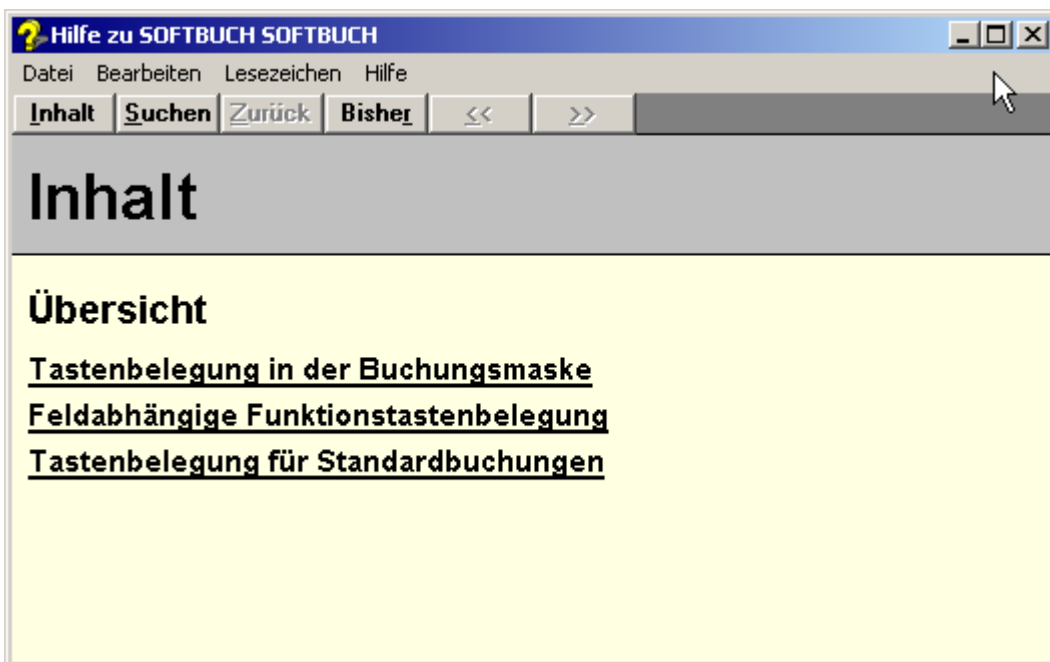 Hilfe zu SOFTBUCH SOFTBUCH
Datei Bearbeiten Lesezeichen Hilfe
Inhalt Suchen Zurück Bisher << >>
Inhalt
Übersicht
Tastenbelegung in der Buchungsmaske
Feldabhängige Funktionstastenbelegung
Tastenbelegung für Standardbuchungen